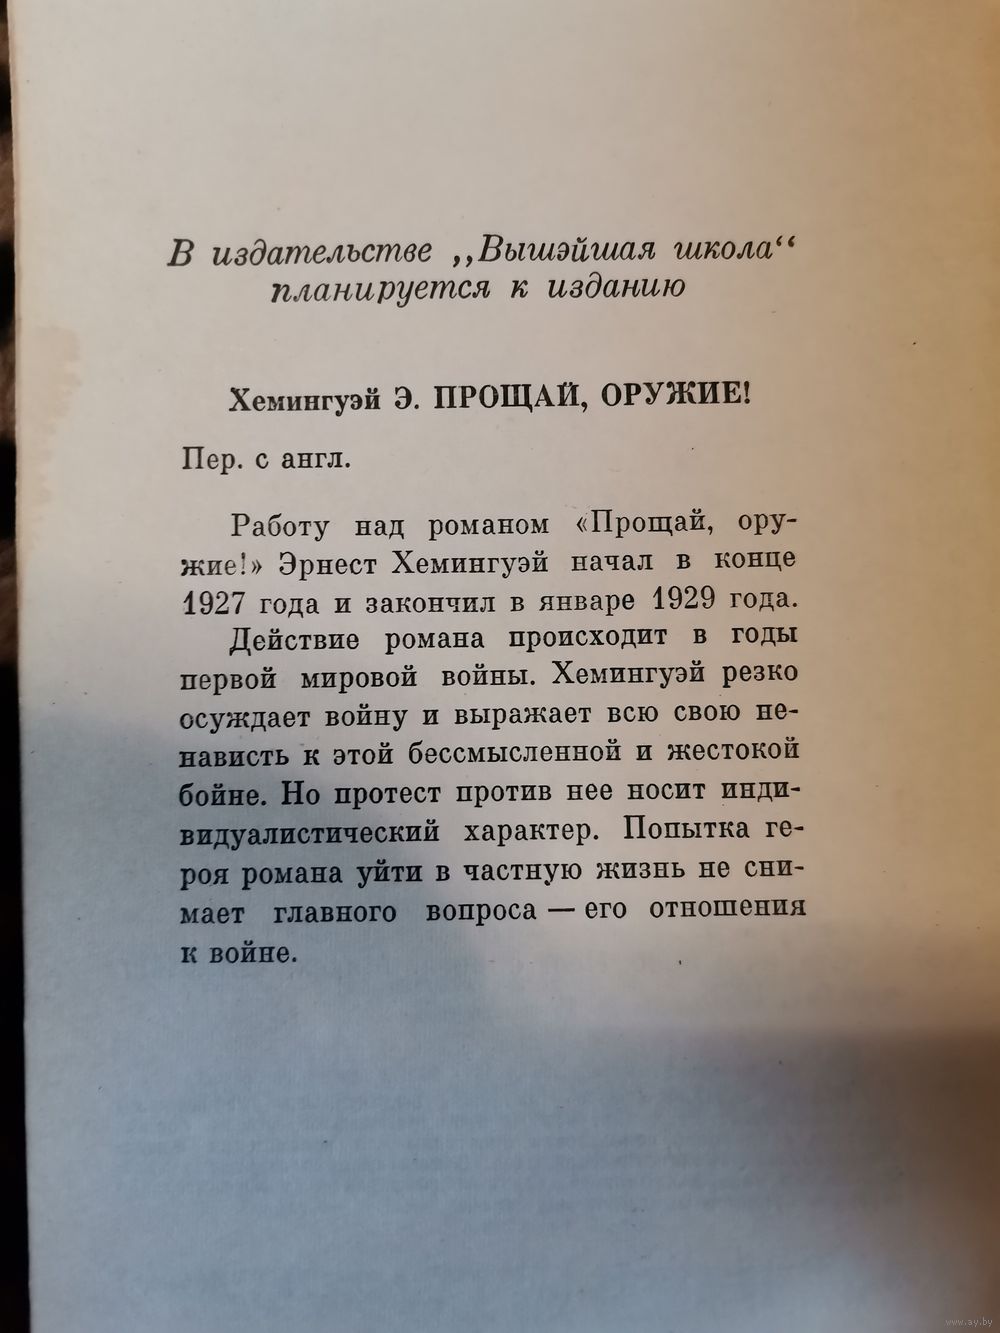 В издательстве ,,Вышэйшая школа“
планируется к изданию
Хемингуэй Э. ПРОЩАЙ, ОРУЖИЕ!
Пер. с англ.
Работу над романом «Прощай, ору-
жие!» Эрнест Хемингуэй начал в конце
1927 года и закончил в январе 1929 года.
Действие романа происходит в годы
первой мировой войны. Хемингуэй резко
осуждает войну и выражает всю свою не-
нависть к этой бессмысленной и жестокой
бойне. Но протест против нее носит инди-
видуалистический характер. Попытка ге-
роя романа уйти в частную жизнь не сни-
мает главного вопроса — его отношения
к войне.
www.ay.by